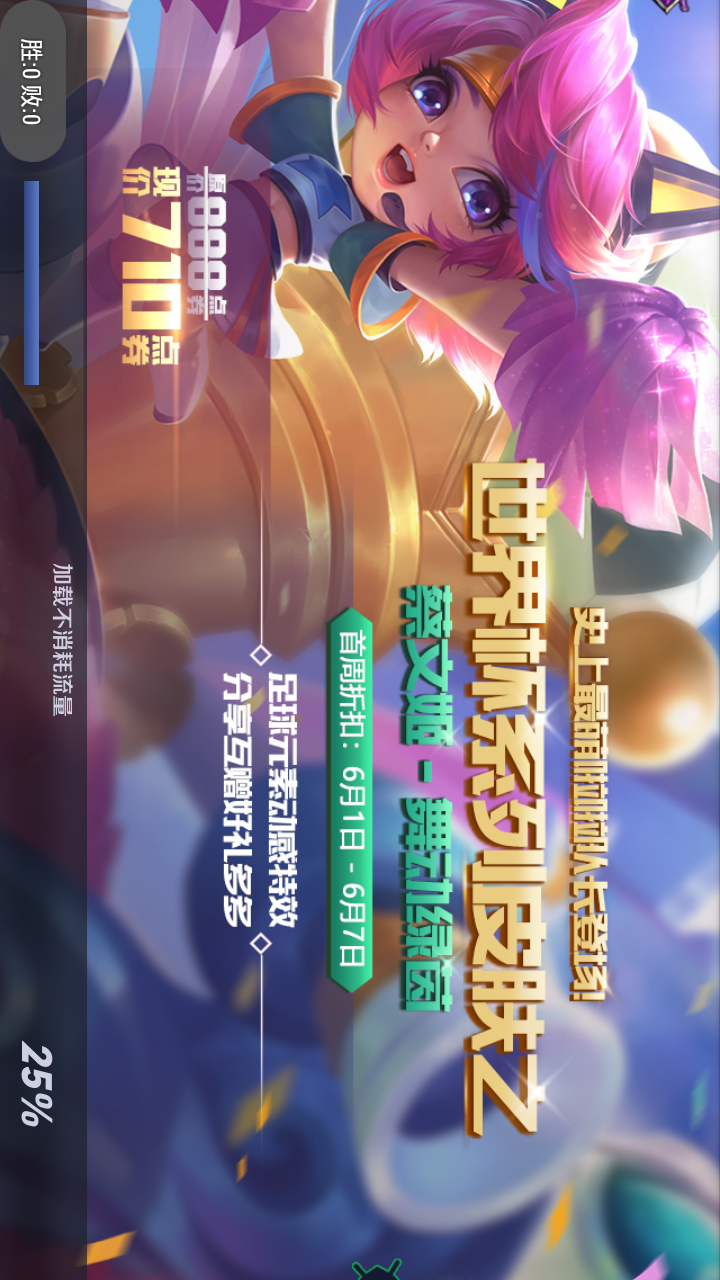 史上最萌啦啦队长登场!
世界杯系列皮肤之
蔡文姬 - 舞动绿茵
首周折扣：6月1日 - 6月7日
足球元素动感特效
分享互赠好礼多多
原价888点券
现价710点券
加载不消耗流量
25%
胜:0 败:0